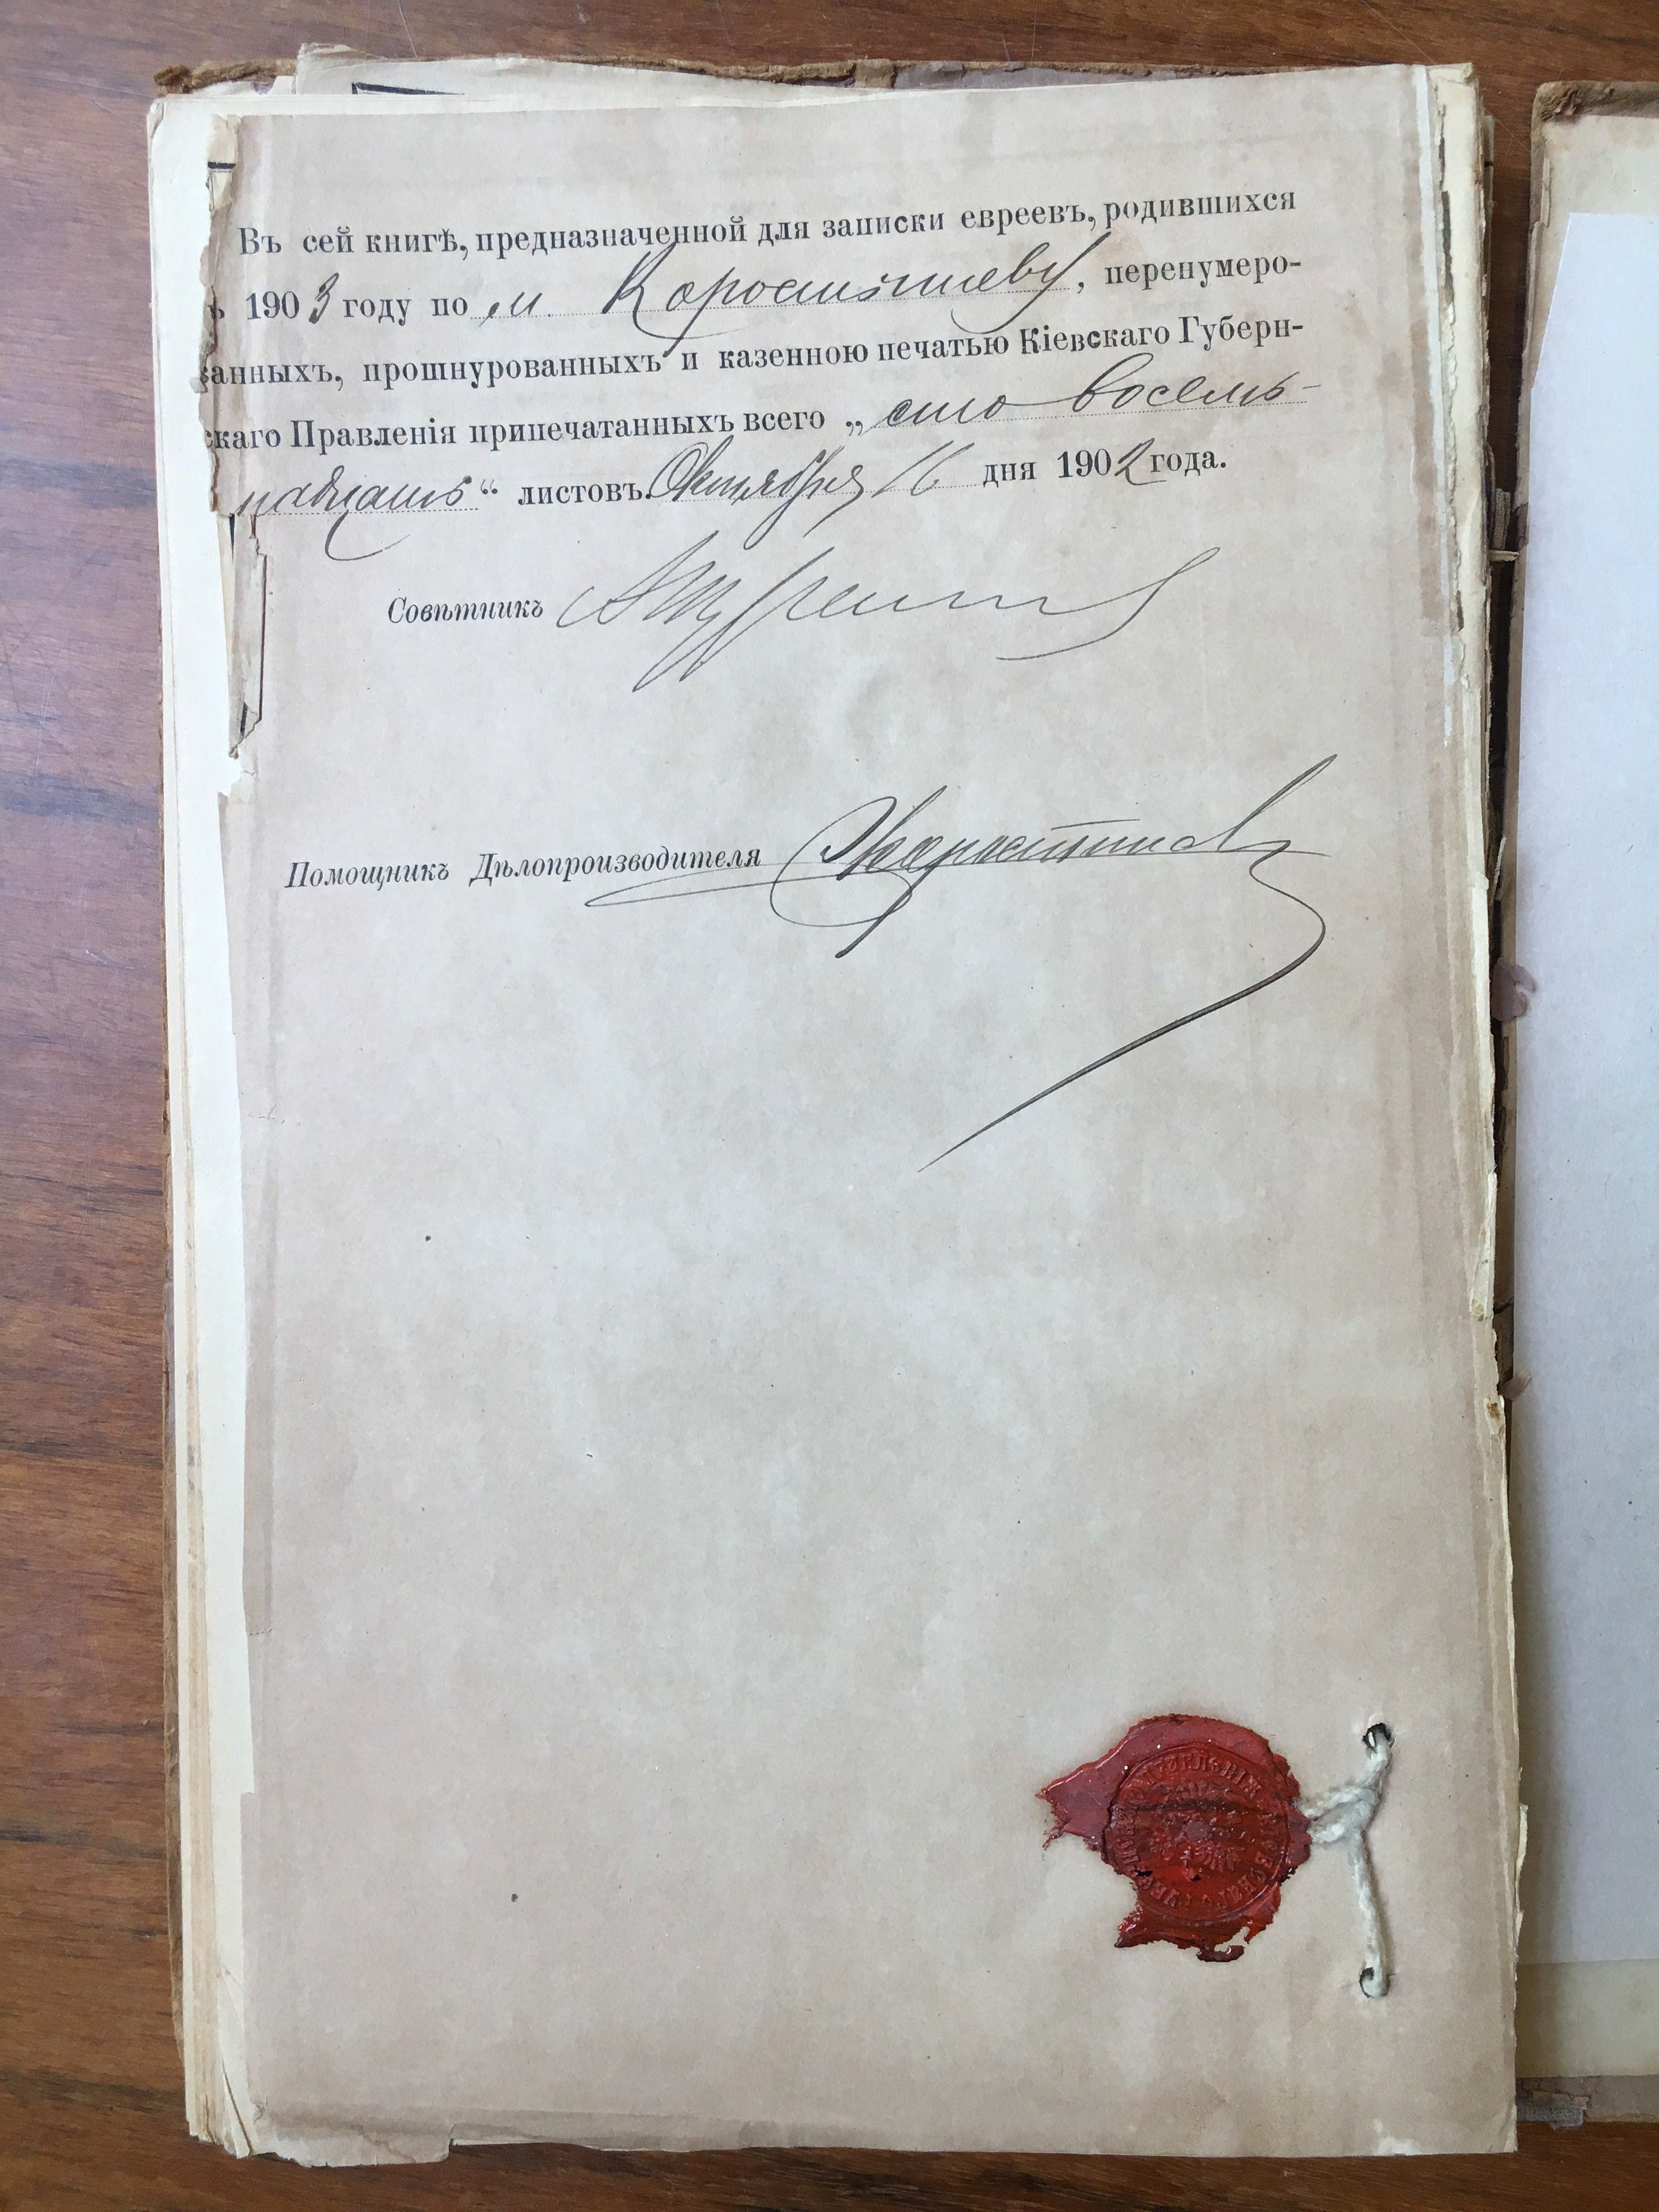 Въ сей книгѣ, предназначенной для записки евреевъ, родившихся
ъ 1903 году по м. Коростышеву, перенумеро-
ванныхъ, прошнурованныхъ и казенною печатью Кіевскаго Губерн-
скаго Правленія припечатанныхъ всего „сто восемь-
надцать“ листовъ. Октября 16 дня 1902 года.
Совѣтникъ
Помощникъ Дѣлопроизводителя